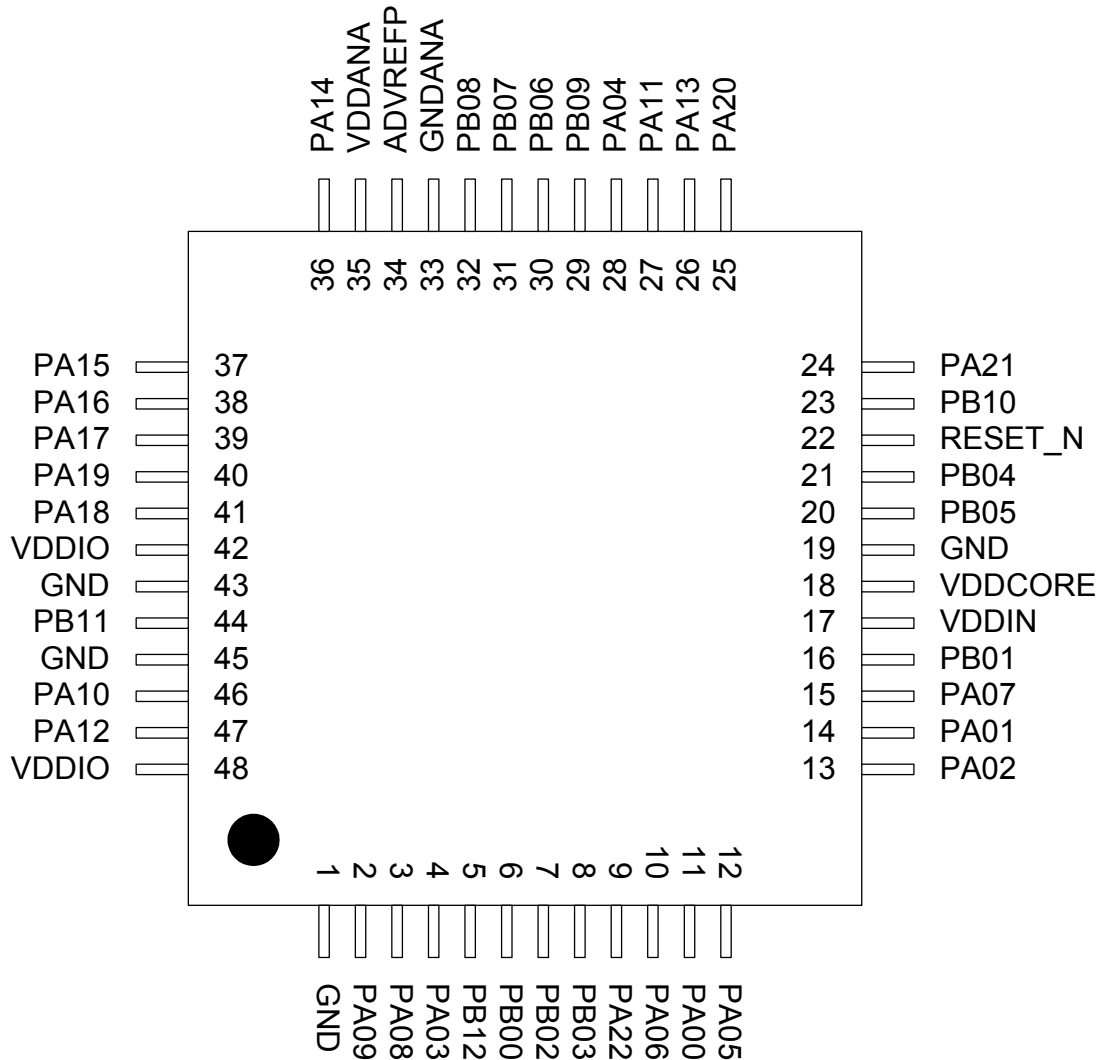 PA14
VDDANA
ADVREFP
GNDANA
PB08
PB07
PB06
PB09
PA04
PA11
PA13
PA20
36
35
34
33
32
31
30
29
28
27
26
25
PA15 37
PA16 38
PA17 39
PA19 40
PA18 41
VDDIO 42
GND 43
PB11 44
GND 45
PA10 46
PA12 47
VDDIO 48
24 PA21
23 PB10
22 RESET_N
21 PB04
20 PB05
19 GND
18 VDDCORE
17 VDDIN
16 PB01
15 PA07
14 PA01
13 PA02
1
2
3
4
5
6
7
8
9
10
11
12
GND
PA09
PA08
PA03
PB12
PB00
PB02
PB03
PA22
PA06
PA00
PA05